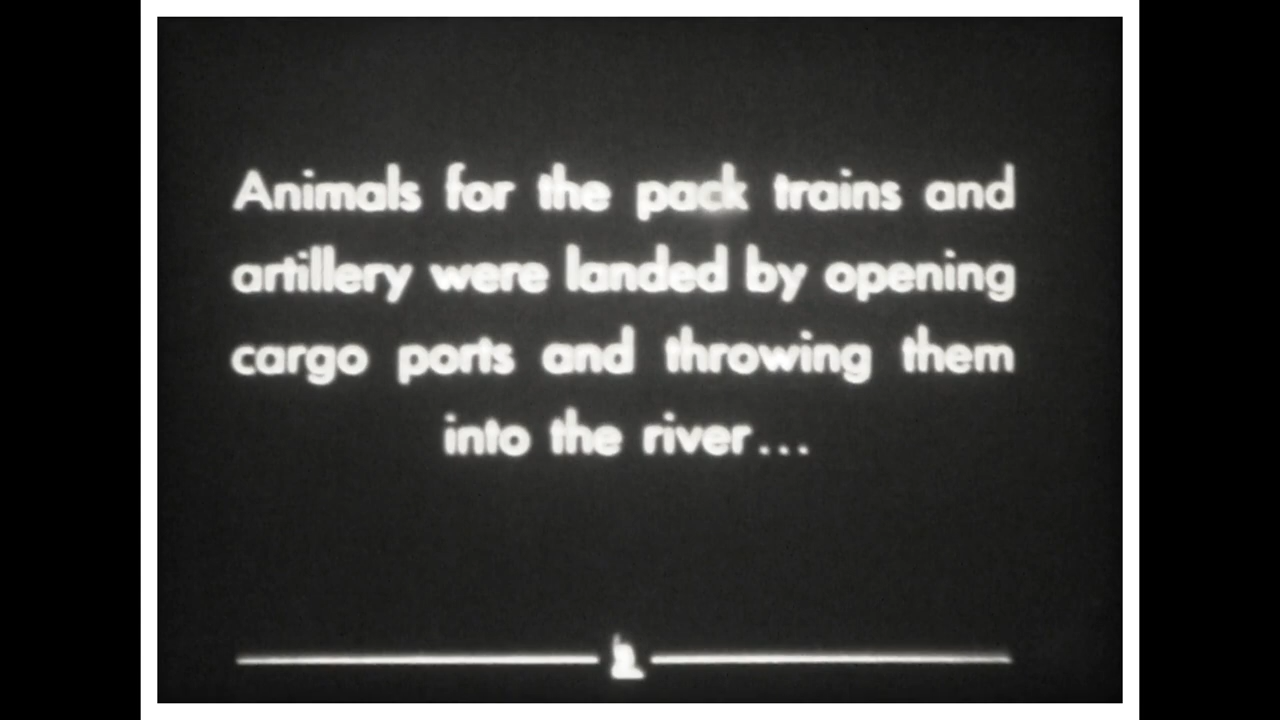 Animals for the pack trains and
artillery were landed by opening
cargo ports and throwing them
into the river...